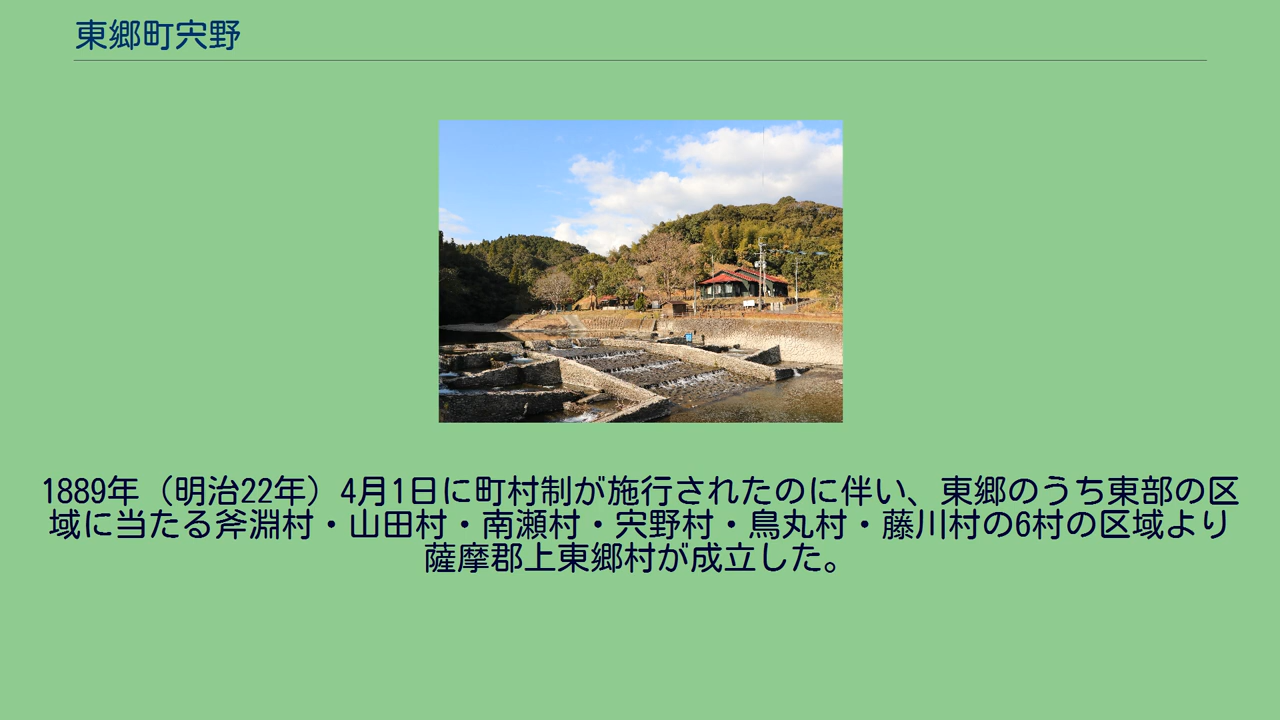 東郷町宍野
1889年（明治22年）4月1日に町村制が施行されたのに伴い、東郷のうち東部の区
域に当たる斧淵村・山田村・南瀬村・宍野村・鳥丸村・藤川村の6村の区域より
薩摩郡上東郷村が成立した。